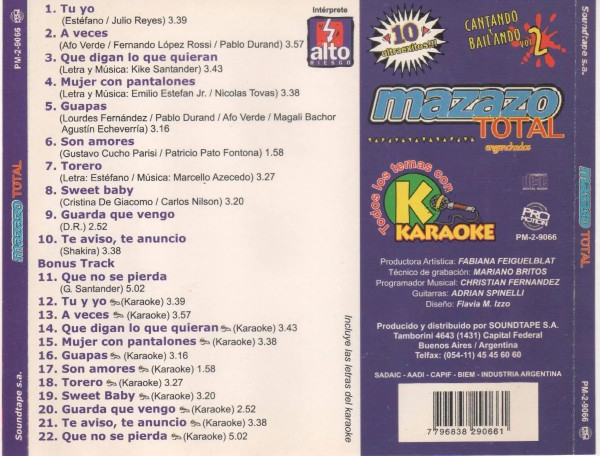 1. Tu yo
(Estéfano / Julio Reyes) 3.39
2. A veces
(Afo Verde / Fernando López Rossi / Pablo Durand) 3.57
3. Que digan lo que quieran
(Letra y Música: Kike Santander) 3.43
4. Mujer con pantalones
(Letra y Música: Emilio Estefan Jr. / Nicolas Tovas) 3.38
5. Guapas
(Lourdes Fernández / Pablo Durand / Afo Verde / Magali Bachor
Agustín Echeverría) 3.16
6. Son amores
(Gustavo Cucho Parisi / Patricio Pato Fontona) 1.58
7. Torero
(Letra: Estéfano / Música: Marcello Azevedo) 3.27
8. Sweet baby
(Cristina De Giacomo / Carlos Nilson) 3.20
9. Guarda que vengo
(D.R.) 2.52
10. Te aviso, te anuncio
(Shakira) 3.38
Bonus Track
11. Que no se pierda
(G. Santander) 5.02
12. Tu y yo (Karaoke) 3.39
13. A veces (Karaoke) 3.57
14. Que digan lo que quieran (Karaoke) 3.43
15. Mujer con pantalones (Karaoke) 3.38
16. Guapas (Karaoke) 3.16
17. Son amores (Karaoke) 1.58
18. Torero (Karaoke) 3.27
19. Sweet Baby (Karaoke) 3.20
20. Guarda que vengo (Karaoke) 2.52
21. Te aviso, te anuncio (Karaoke) 3.38
22. Que no se pierda (Karaoke) 5.02
Intérprete
alto
RIESGO
Incluye las letras del karaoke
10
ultraexitos!!!
CANTANDO
Y BAILANDO vol 2
mazazo
TOTAL
enganchados
Todos los temas con
K
KARAOKE
PRO
MOTION
PM-2-9066
Productora Artística: FABIANA FEIGUELBLAT
Técnico de grabación: MARIANO BRITOS
Programador Musical: CHRISTIAN FERNANDEZ
Guitarras: ADRIAN SPINELLI
Diseño: Flavia M. Izzo
Producido y distribuido por SOUNDTAPE S.A.
Tamborini 4643 (1431) Capital Federal
Buenos Aires / Argentina
Telfax: (054-11) 45 45 60 60
SADAIC - AADI - CAPIF - BIEM - INDUSTRIA ARGENTINA
7796838 290661
PM-2-9066
mazazo TOTAL
Soundtape s.a.
Soundtape s.a.
mazazo TOTAL
PM-2-9066